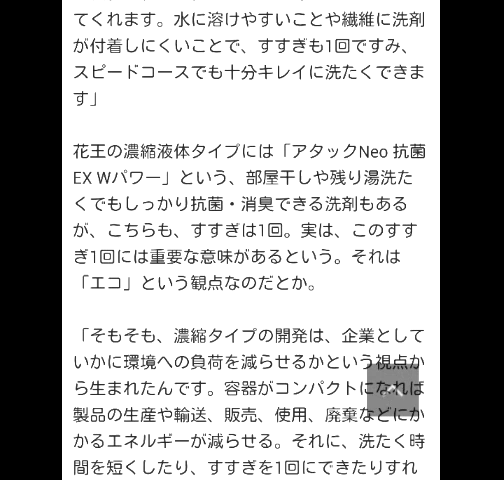 てくれます。水に溶けやすいことや繊維に洗剤
が付着しにくいことで、すすぎも1回ですみ、
スピードコースでも十分キレイに洗たくできま
す」
花王の濃縮液体タイプには「アタックNeo 抗菌
EX Wパワー」という、部屋干しや残り湯洗た
くでもしっかり抗菌・消臭できる洗剤もある
が、こちらも、すすぎは1回。実は、このすす
ぎ1回には重要な意味があるという。それは
「エコ」という観点なのだとか。
「そもそも、濃縮タイプの開発は、企業として
いかに環境への負荷を減らせるかという視点か
ら生まれたんです。容器がコンパクトになれば
製品の生産や輸送、販売、使用、廃棄などにか
かるエネルギーが減らせる。それに、洗たく時
間を短くしたり、すすぎを1回にできたりすれ